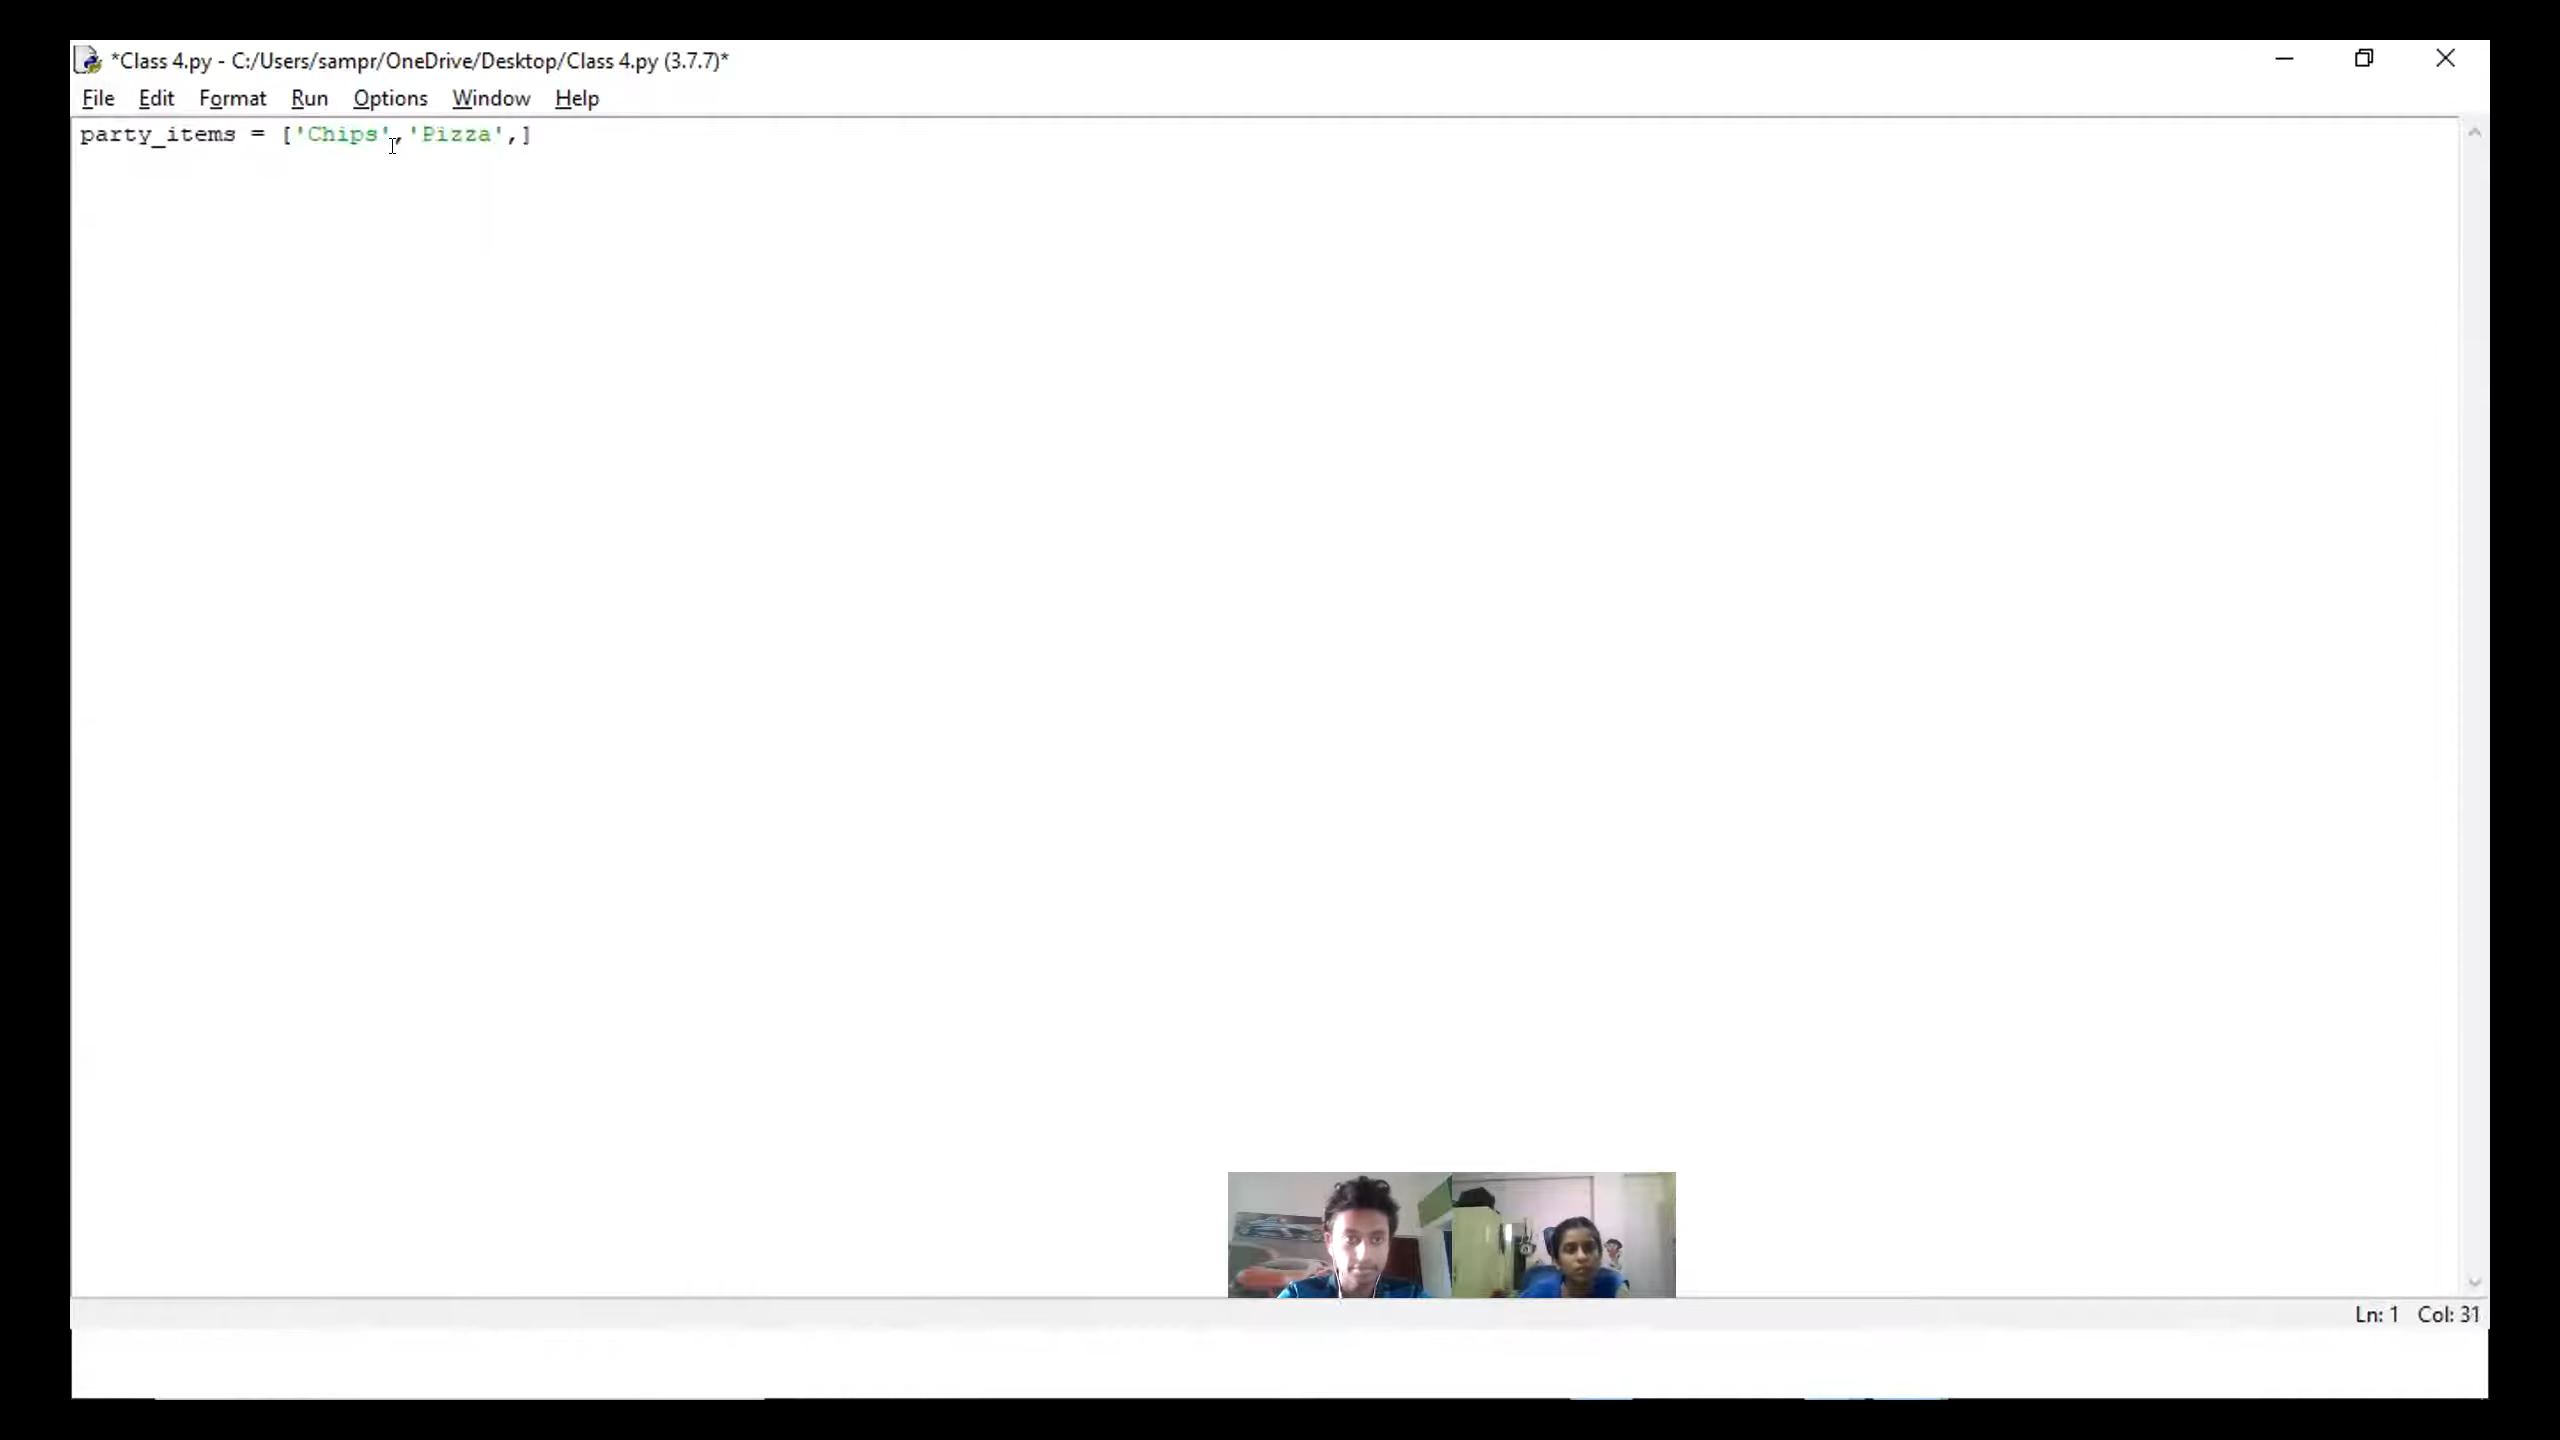 *Class 4.py - C:/Users/sampr/OneDrive/Desktop/Class 4.py (3.7.7)*
File Edit Format Run Options Window Help
party_items = ['Chips','Pizza',]
Ln: 1 Col: 31